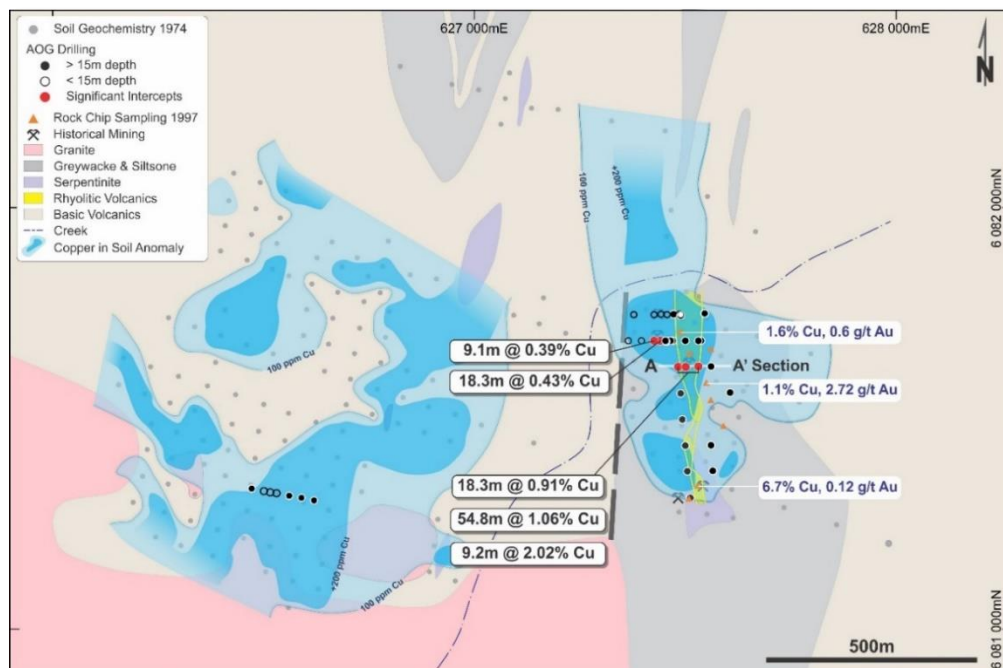 627 000mE
628 000mE
N
Soil Geochemistry 1974
AOG Drilling
> 15m depth
< 15m depth
Significant Intercepts
Rock Chip Sampling 1997
Historical Mining
Granite
Greywacke & Siltsone
Serpentinite
Rhyolitic Volcanics
Basic Volcanics
Creek
Copper in Soil Anomaly
100 ppm Cu
+200 ppm Cu
6 082 000mN
100 ppm Cu
1.6% Cu, 0.6 g/t Au
9.1m @ 0.39% Cu
A
A' Section
18.3m @ 0.43% Cu
1.1% Cu, 2.72 g/t Au
18.3m @ 0.91% Cu
6.7% Cu, 0.12 g/t Au
54.8m @ 1.06% Cu
9.2m @ 2.02% Cu
+200 ppm Cu
100 ppm Cu
500m
6 081 000mN